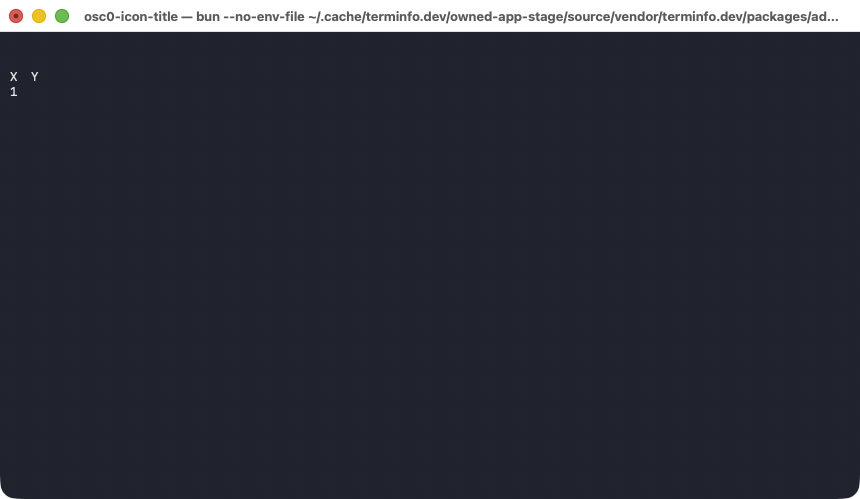 osc0-icon-title — bun --no-env-file ~/.cache/terminfo.dev/owned-app-stage/source/vendor/terminfo.dev/packages/ad...
X  Y
1